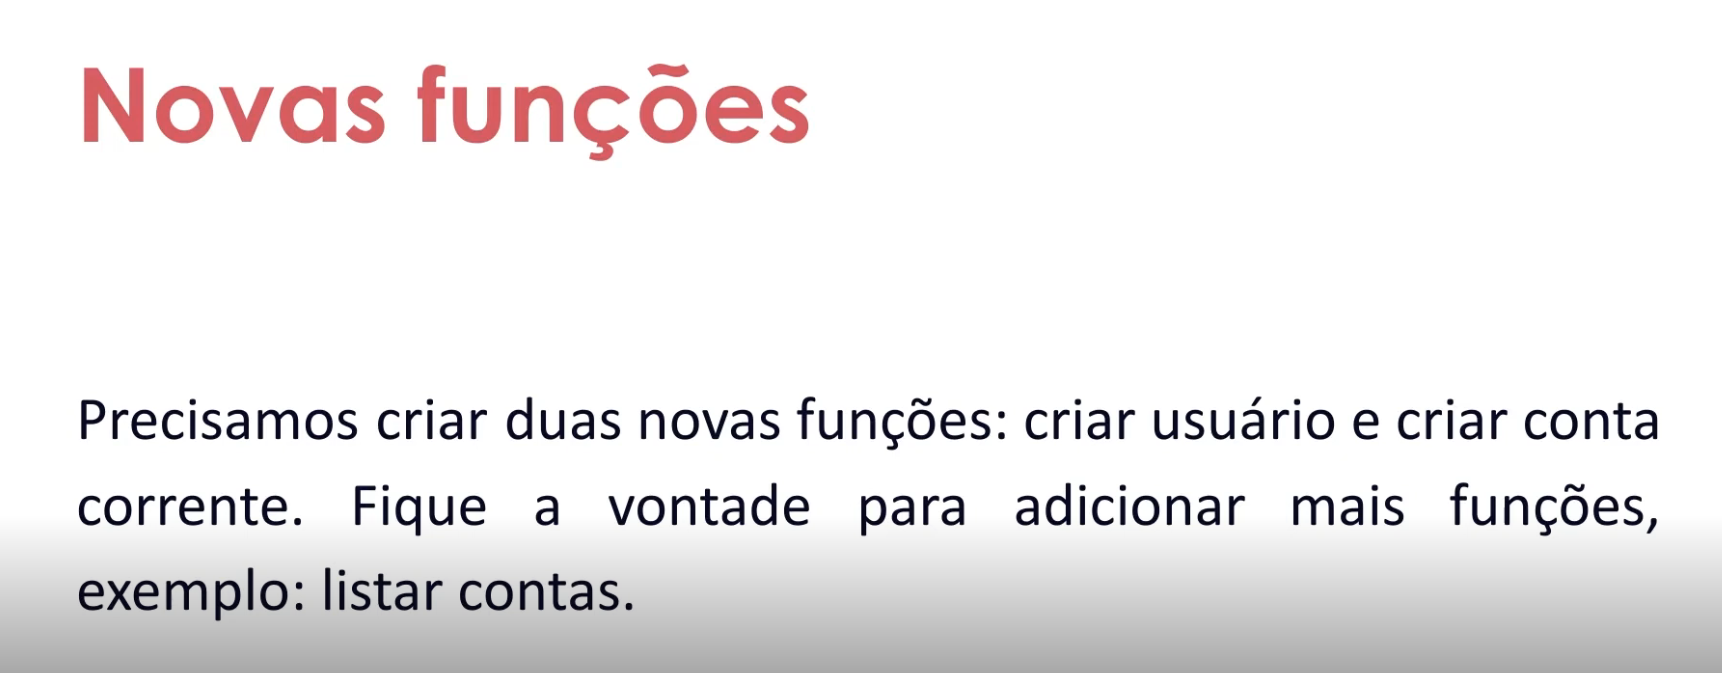 Novas funções
Precisamos criar duas novas funções: criar usuário e criar conta
corrente. Fique a vontade para adicionar mais funções,
exemplo: listar contas.